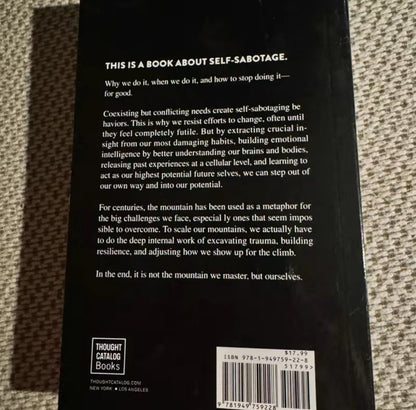 THIS IS A BOOK ABOUT SELF-SABOTAGE.
Why we do it, when we do it, and how to stop doing it—
for good.
Coexisting but conflicting needs create self-sabotaging be
haviors. This is why we resist efforts to change, often until
they feel completely futile. But by extracting crucial in-
sight from our most damaging habits, building emotional
intelligence by better understanding our brains and bodies,
releasing past experiences at a cellular level, and learning to
act as our highest potential future selves, we can step out of
our own way and into our potential.
For centuries, the mountain has been used as a metaphor for
the big challenges we face, especial ly ones that seem impos
sible to overcome. To scale our mountains, we actually have
to do the deep internal work of excavating trauma, building
resilience, and adjusting how we show up for the climb.
In the end, it is not the mountain we master, but ourselves.
THOUGHT
CATALOG
Books
THOUGHTCATALOG.COM
NEW YORK • LOS ANGELES
$17.99
ISBN 978-1-949759-22-8
51799>
9 781949 759228